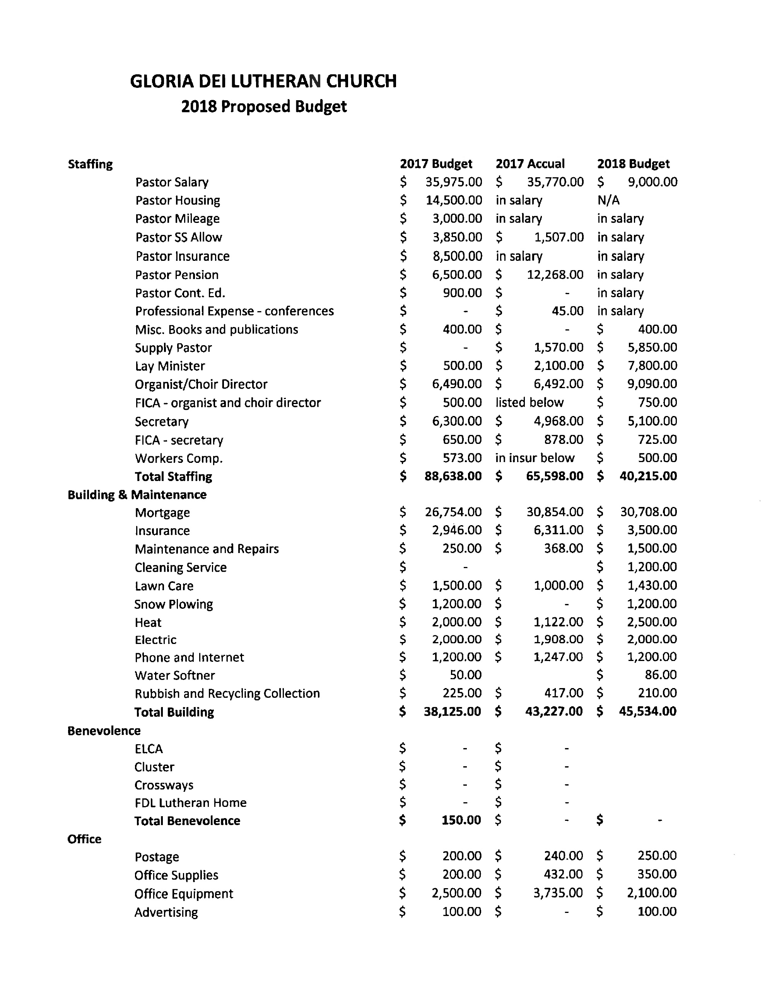 GLORIA DEI LUTHERAN CHURCH
2018 Proposed Budget
Staffing 2017 Budget 2017 Accual 2018 Budget
Pastor Salary $ 35,975.00 $ 35,770.00 $ 9,000.00
Pastor Housing $ 14,500.00 in salary N/A
Pastor Mileage $ 3,000.00 in salary in salary
Pastor SS Allow $ 3,850.00 $ 1,507.00 in salary
Pastor Insurance $ 8,500.00 in salary in salary
Pastor Pension $ 6,500.00 $ 12,268.00 in salary
Pastor Cont. Ed. $ 900.00 $ - in salary
Professional Expense - conferences $ - $ 45.00 in salary
Misc. Books and publications $ 400.00 $ - $ 400.00
Supply Pastor $ - $ 1,570.00 $ 5,850.00
Lay Minister $ 500.00 $ 2,100.00 $ 7,800.00
Organist/Choir Director $ 6,490.00 $ 6,492.00 $ 9,090.00
FICA - organist and choir director $ 500.00 listed below $ 750.00
Secretary $ 6,300.00 $ 4,968.00 $ 5,100.00
FICA - secretary $ 650.00 $ 878.00 $ 725.00
Workers Comp. $ 573.00 in insur below $ 500.00
Total Staffing $ 88,638.00 $ 65,598.00 $ 40,215.00
Building & Maintenance
Mortgage $ 26,754.00 $ 30,854.00 $ 30,708.00
Insurance $ 2,946.00 $ 6,311.00 $ 3,500.00
Maintenance and Repairs $ 250.00 $ 368.00 $ 1,500.00
Cleaning Service $ - $ 1,200.00
Lawn Care $ 1,500.00 $ 1,000.00 $ 1,430.00
Snow Plowing $ 1,200.00 $ - $ 1,200.00
Heat $ 2,000.00 $ 1,122.00 $ 2,500.00
Electric $ 2,000.00 $ 1,908.00 $ 2,000.00
Phone and Internet $ 1,200.00 $ 1,247.00 $ 1,200.00
Water Softner $ 50.00 $ 86.00
Rubbish and Recycling Collection $ 225.00 $ 417.00 $ 210.00
Total Building $ 38,125.00 $ 43,227.00 $ 45,534.00
Benevolence
ELCA $ - $ -
Cluster $ - $ -
Crossways $ - $ -
FDL Lutheran Home $ - $ -
Total Benevolence $ 150.00 $ - $ -
Office
Postage $ 200.00 $ 240.00 $ 250.00
Office Supplies $ 200.00 $ 432.00 $ 350.00
Office Equipment $ 2,500.00 $ 3,735.00 $ 2,100.00
Advertising $ 100.00 $ - $ 100.00